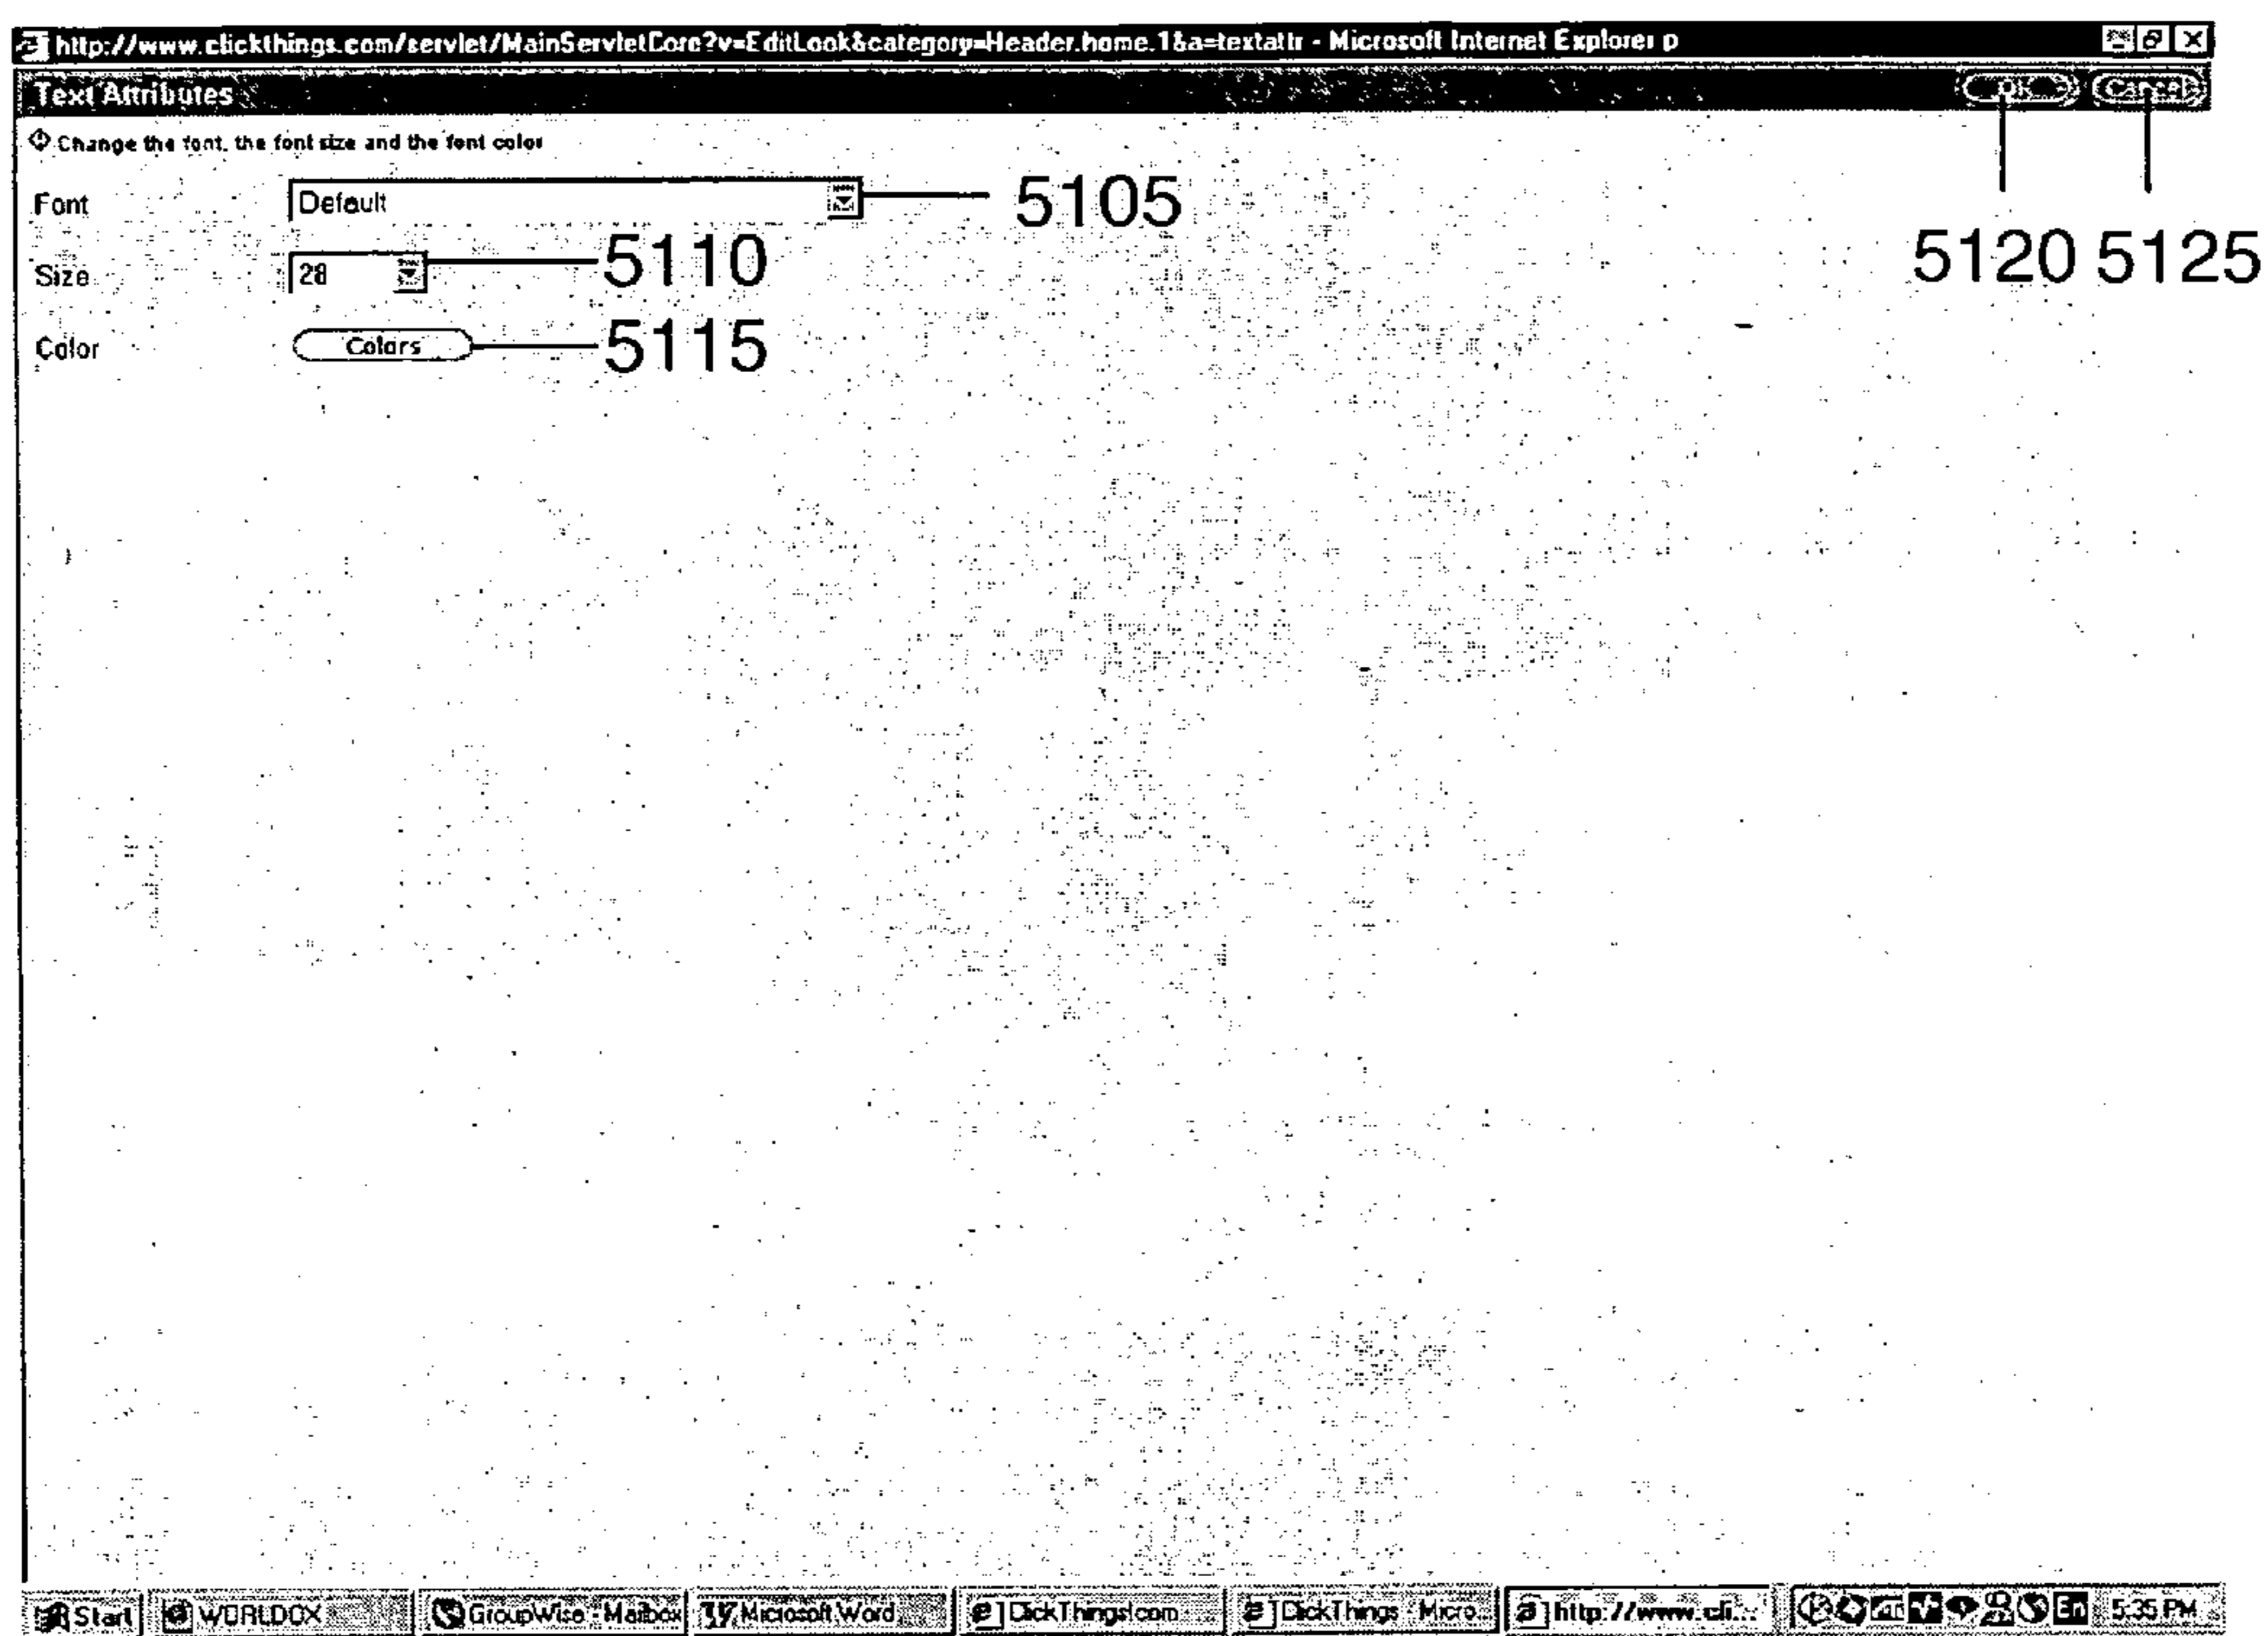 http://www.clickthings.com/servlet/MainServletCore?v=EditLook&category=Header.home.1&a=textattr - Microsoft Internet Explorer p
Text Attributes OK Cancel
Change the font, the font size and the font color
Font Default 5105
Size 28 5110 5120 5125
Color Colors 5115
Start WORLDOX GroupWise - Mailbox Microsoft Word ClickThings!com ClickThings - Micro... http://www.cli... En 5:35 PM